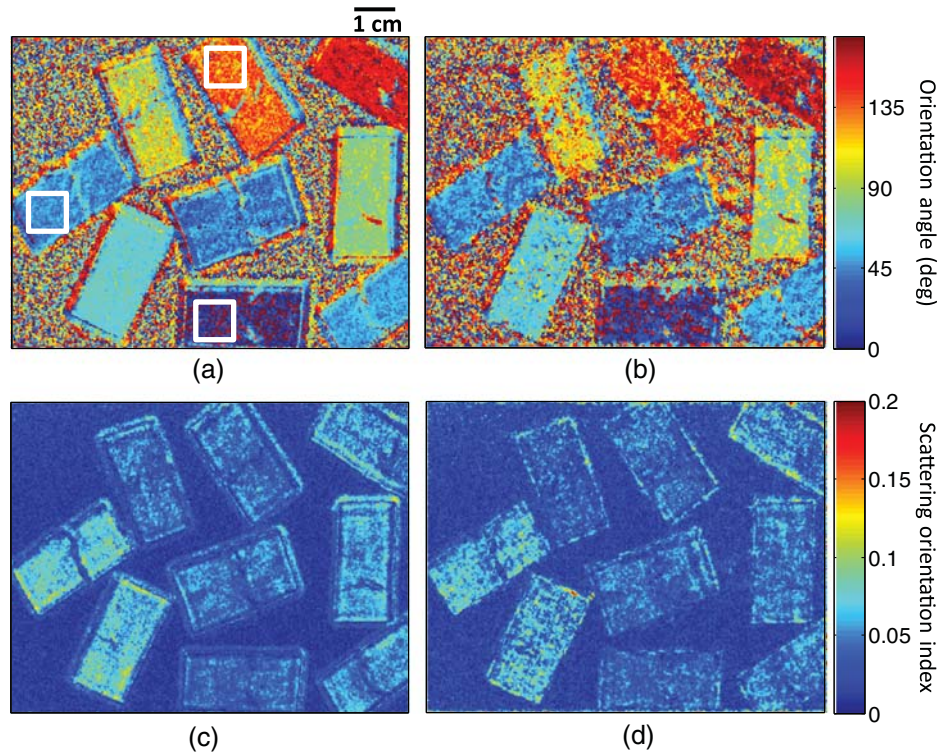 1 cm
135
90
45
0
Orientation angle (deg)
(a)
(b)
0.2
0.15
0.1
0.05
0
Scattering orientation index
(c)
(d)